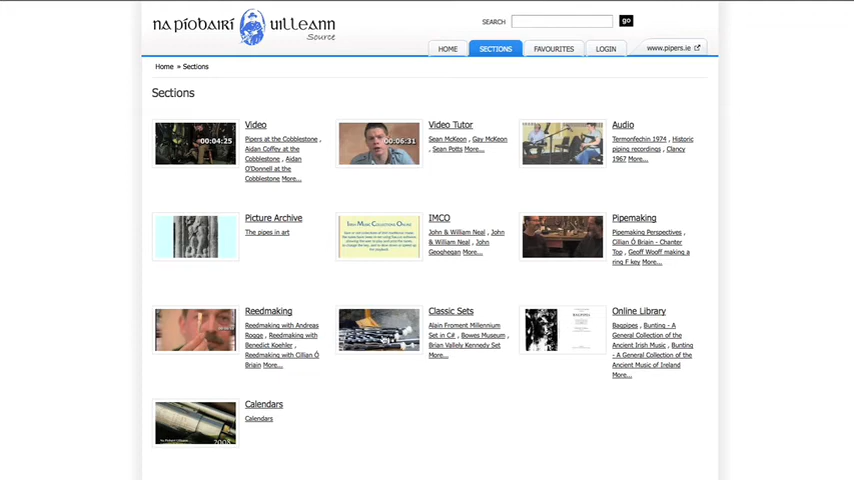 na píobairí uilleann
Source
SEARCH
go
HOME
SECTIONS
FAVOURITES
LOGIN
www.pipers.ie
Home » Sections
Sections
00:04:25
Video
Pipers at the Cobblestone ,
Aidan Coffey at the
Cobblestone , Aidan
O'Donnell at the
Cobblestone More...
00:06:31
Video Tutor
Sean McKeon , Gay McKeon
, Sean Potts More...
Audio
Tormonfechin 1974 , Historic
piping recordings , Clancy
1967 More...
Picture Archive
The pipes in art
Irish Music Collections Online
IMCO
John & William Neal , John
& William Neal , John
Geoghegan More...
Pipemaking
Pipemaking Perspectives ,
Cillian Ó Briain - Chanter
Top , Geoff Wooff making a
ring F key More...
Reedmaking
Reedmaking with Andreas
Rogge , Reedmaking with
Benedict Koehler ,
Reedmaking with Cillian Ó
Briain More...
Classic Sets
Alain Froment Millennium
Set in C# , Bowes Museum ,
Brian Vallely Kennedy Set
More...
Online Library
Bagpipes , Bunting - A
General Collection of the
Ancient Irish Music , Bunting
- A General Collection of the
Ancient Music of Ireland
More...
2008
Calendars
Calendars